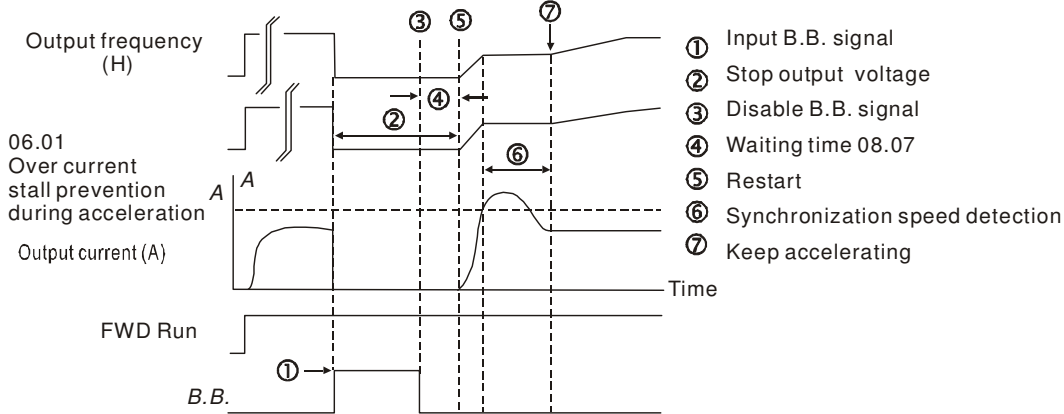 Output frequency
(H)
06.01
Over current
stall prevention
during acceleration
Output current (A)
A
A
FWD Run
B.B.
①
②
③
④
⑤
⑥
⑦
Time
① Input B.B. signal
② Stop output voltage
③ Disable B.B. signal
④ Waiting time 08.07
⑤ Restart
⑥ Synchronization speed detection
⑦ Keep accelerating